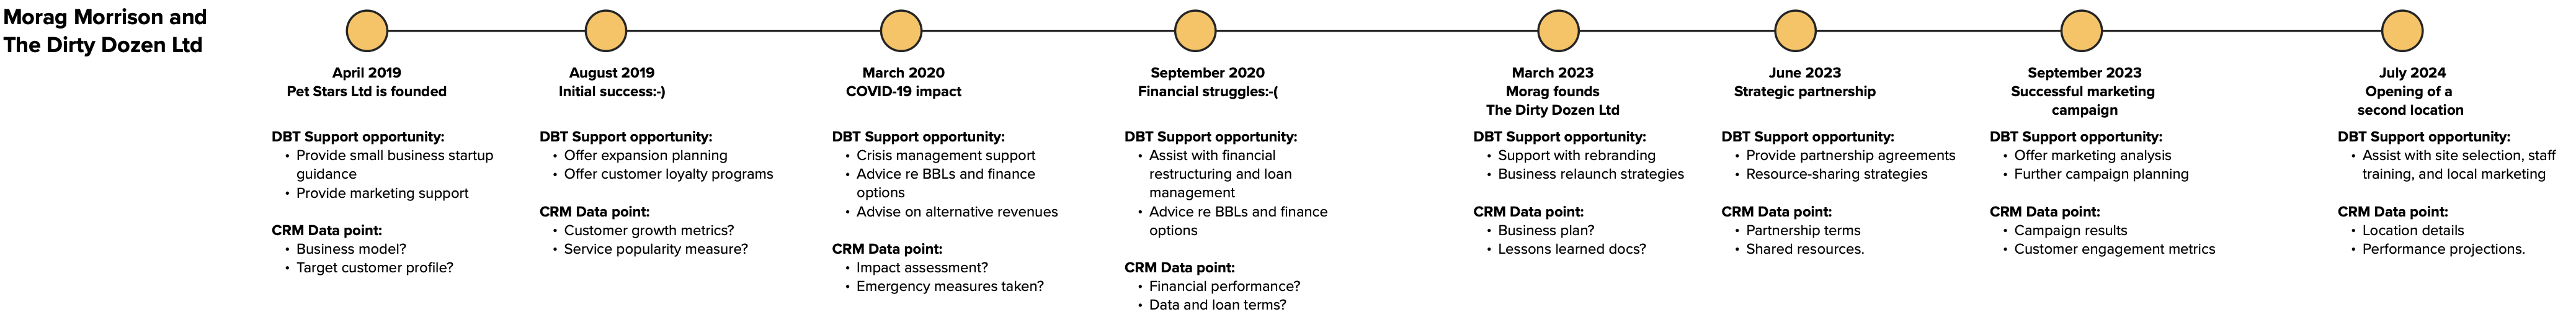 Morag Morrison and
The Dirty Dozen Ltd
April 2019
Pet Stars Ltd is founded
DBT Support opportunity:
• Provide small business startup
guidance
• Provide marketing support
CRM Data point:
• Business model?
• Target customer profile?
August 2019
Initial success:-)
DBT Support opportunity:
• Offer expansion planning
• Offer customer loyalty programs
CRM Data point:
• Customer growth metrics?
• Service popularity measure?
March 2020
COVID-19 impact
DBT Support opportunity:
• Crisis management support
• Advice re BBLs and finance
options
• Advise on alternative revenues
CRM Data point:
• Impact assessment?
• Emergency measures taken?
September 2020
Financial struggles:-(
DBT Support opportunity:
• Assist with financial
restructuring and loan
management
• Advice re BBLs and finance
options
CRM Data point:
• Financial performance?
• Data and loan terms?
March 2023
Morag founds
The Dirty Dozen Ltd
DBT Support opportunity:
• Support with rebranding
• Business relaunch strategies
CRM Data point:
• Business plan?
• Lessons learned docs?
June 2023
Strategic partnership
DBT Support opportunity:
• Provide partnership agreements
• Resource-sharing strategies
CRM Data point:
• Partnership terms
• Shared resources.
September 2023
Successful marketing
campaign
DBT Support opportunity:
• Offer marketing analysis
• Further campaign planning
CRM Data point:
• Campaign results
• Customer engagement metrics
July 2024
Opening of a
second location
DBT Support opportunity:
• Assist with site selection, staff
training, and local marketing
CRM Data point:
• Location details
• Performance projections.